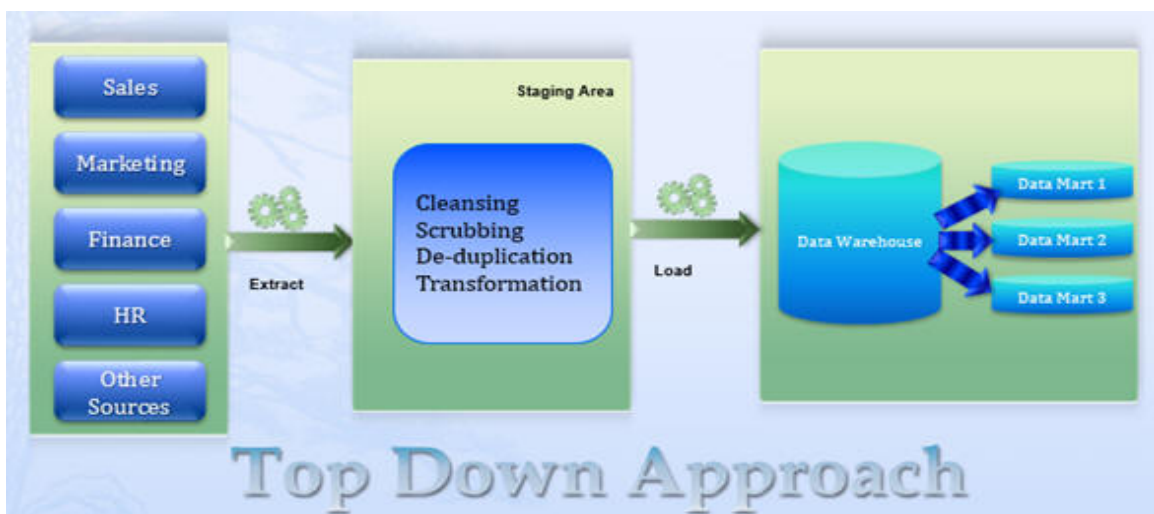 Sales
Marketing
Finance
HR
Other
Sources
Extract
Staging Area
Cleansing
Scrubbing
De-duplication
Transformation
Load
Data Warehouse
Data Mart 1
Data Mart 2
Data Mart 3
Top Down Approach